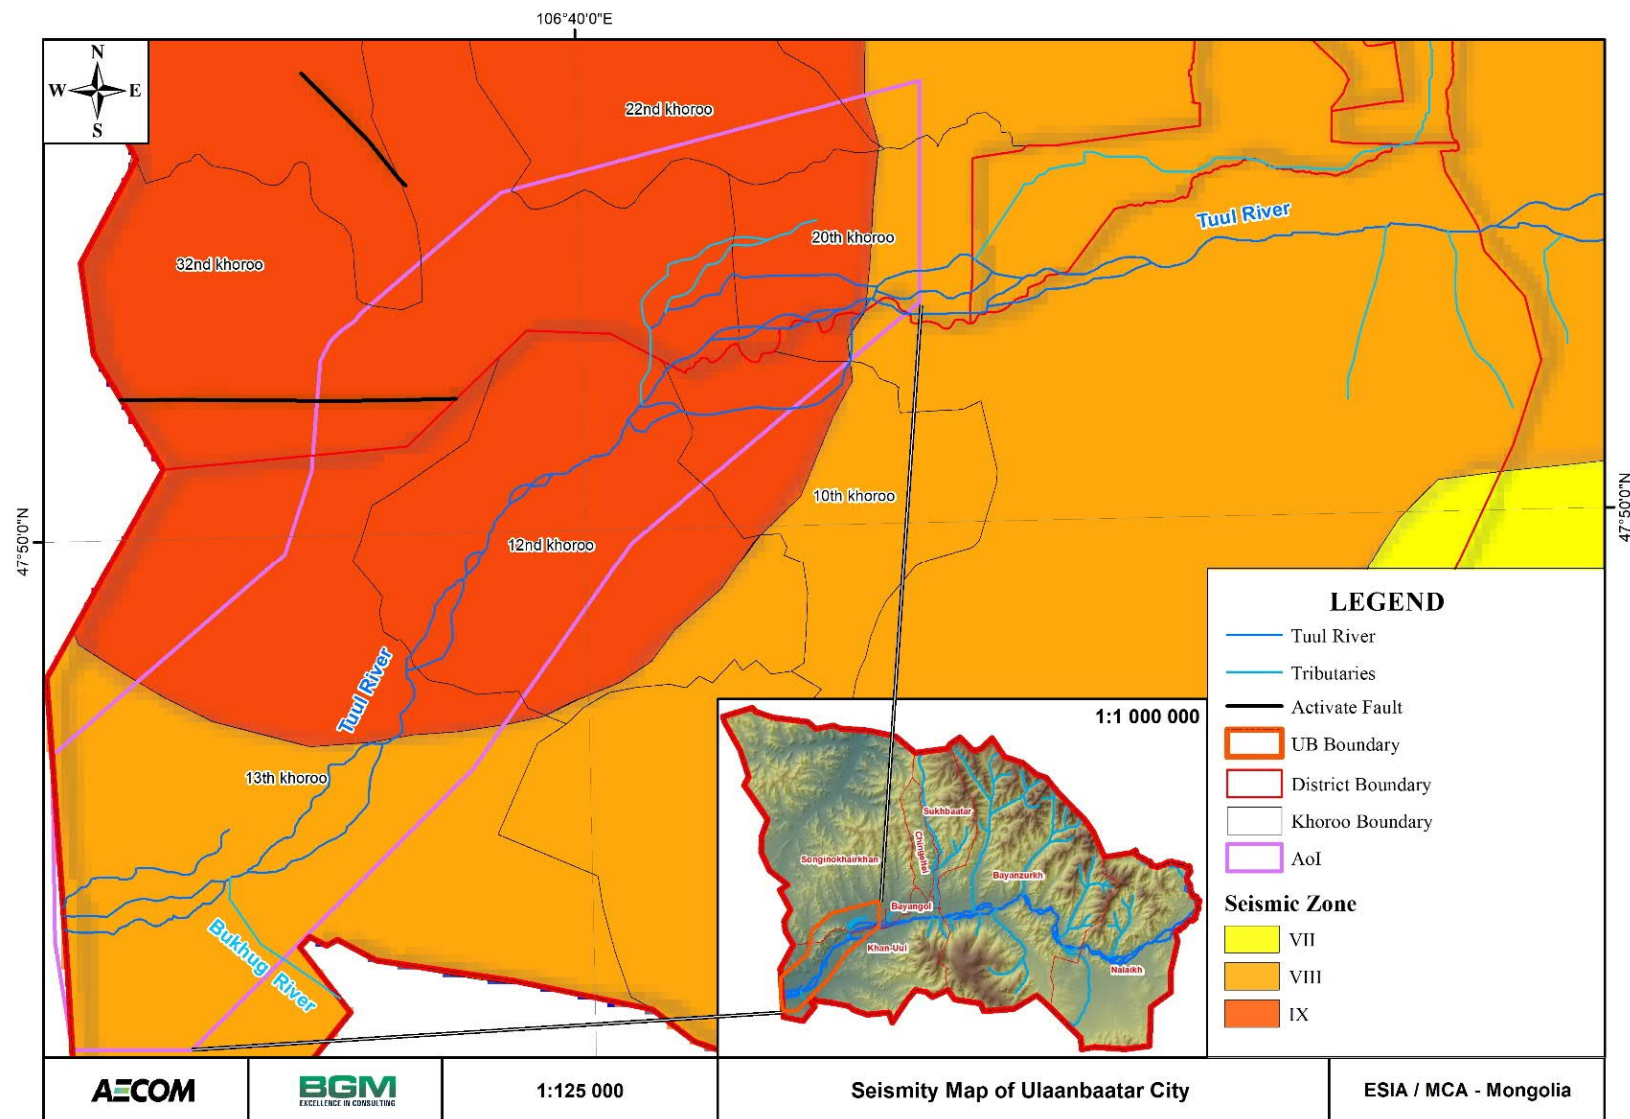 106°40'0"E
N
W E
S
22nd khoroo
Tuul River
20th khoroo
32nd khoroo
10th khoroo
47°50'0"N
47°50'0"N
12nd khoroo
Tuul River
13th khoroo
Bukhug River
LEGEND
Tuul River
Tributaries
Activate Fault
UB Boundary
District Boundary
Khoroo Boundary
AoI
Seismic Zone
VII
VIII
IX
1:1 000 000
Sukhbaatar
Chingeltei
Songinokhairkhan
Bayanzurkh
Bayangol
Khan-Uul
Nalaikh
AECOM
BGM
EXCELLENCE IN CONSULTING
1:125 000
Seismity Map of Ulaanbaatar City
ESIA / MCA - Mongolia